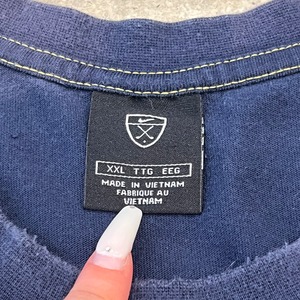 XXL TTG EEG
MADE IN VIETNAM
FABRIQUE AU
VIETNAM